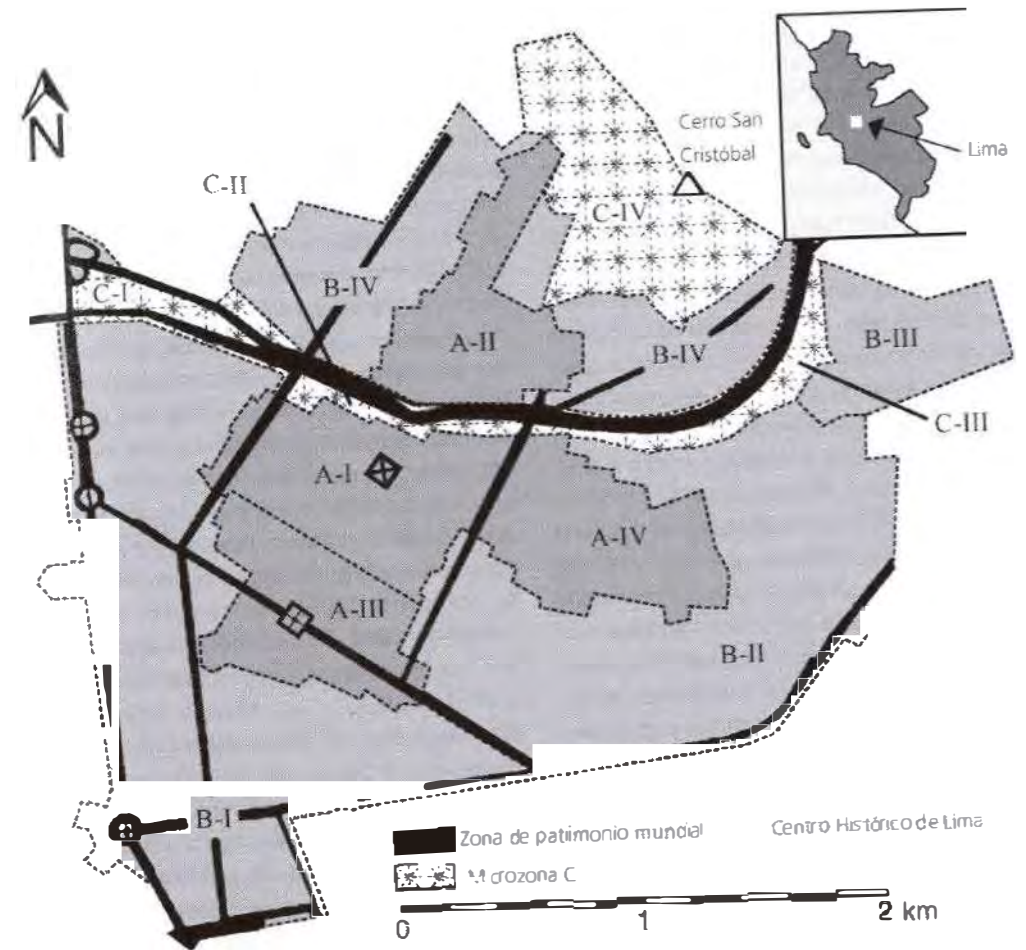 N
Cerro San
Cristóbal
Lima
C-II
C-IV
C-I
B-IV
A-II
B-IV
B-III
C-III
A-I
A-IV
A-III
B-II
B-I
Zona de patrimonio mundial
Centro Histórico de Lima
C
0
1
2 km